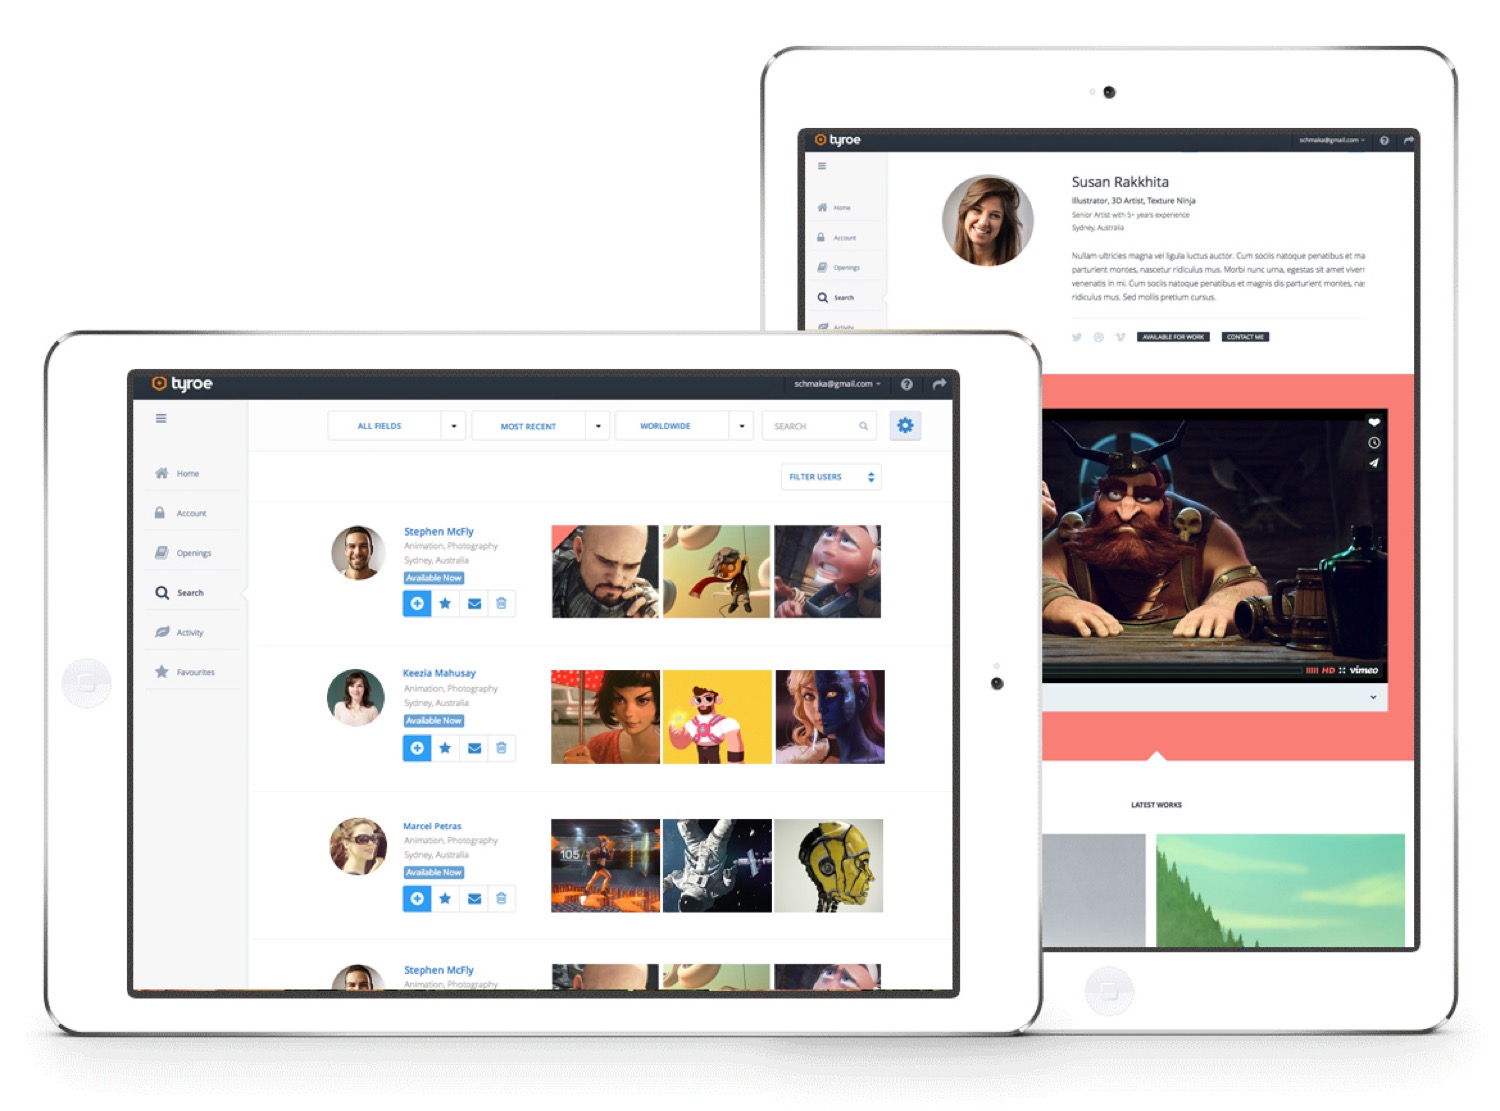 tyroe
schmaka@gmail.com
Home
Account
Openings
Search
Activity
Susan Rakkhita
Illustrator, 3D Artist, Texture Ninja
Senior Artist with 5+ years experience
Sydney, Australia
Nullam ultricies magna vel ligula luctus auctor. Cum sociis natoque penatibus et ma
parturient montes, nascetur ridiculus mus. Morbi nunc urna, egestas sit amet viverr
venenatis in mi. Cum sociis natoque penatibus et magnis dis parturient montes, nas
ridiculus mus. Sed mollis pretium cursus.
AVAILABLE FOR WORK
CONTACT ME
HD vimeo
LATEST WORKS
tyroe
schmaka@gmail.com
ALL FIELDS
MOST RECENT
WORLDWIDE
SEARCH
FILTER USERS
Home
Account
Openings
Search
Activity
Favourites
Stephen McFly
Animation, Photography
Sydney, Australia
Available Now
Keezia Mahusay
Animation, Photography
Sydney, Australia
Available Now
Marcel Petras
Animation, Photography
Sydney, Australia
Available Now
105
Stephen McFly
Animation, Photography